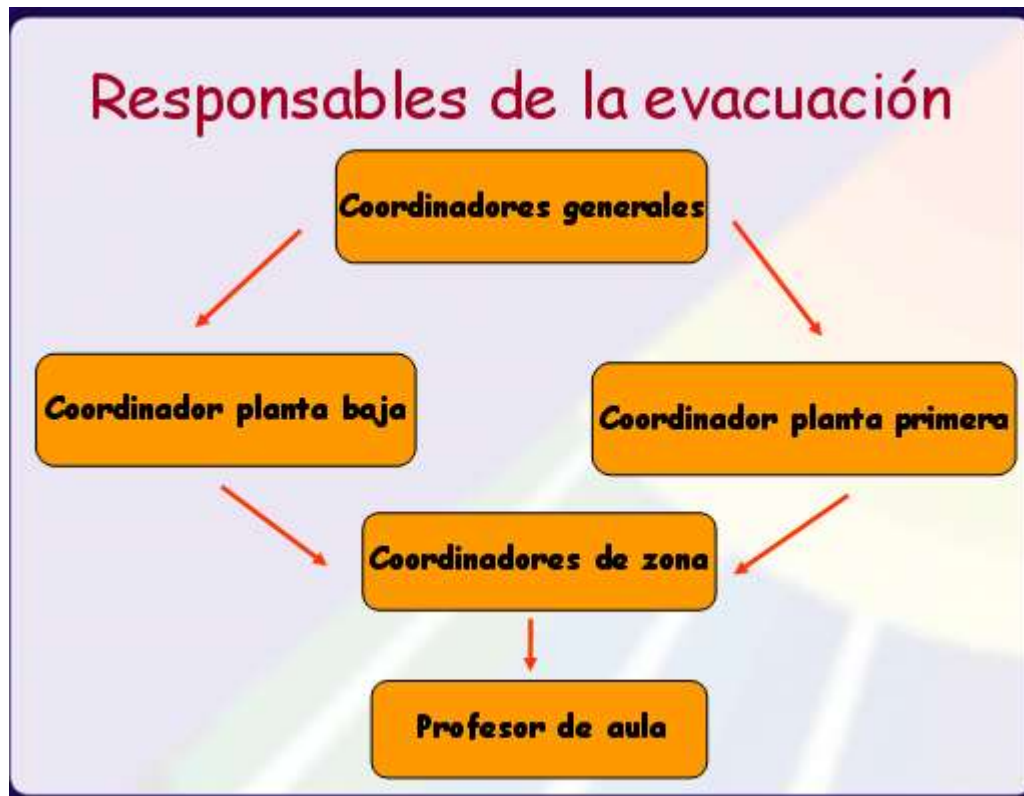 Responsables de la evacuación
Coordinadores generales
Coordinador planta baja
Coordinador planta primera
Coordinadores de zona
Profesor de aula